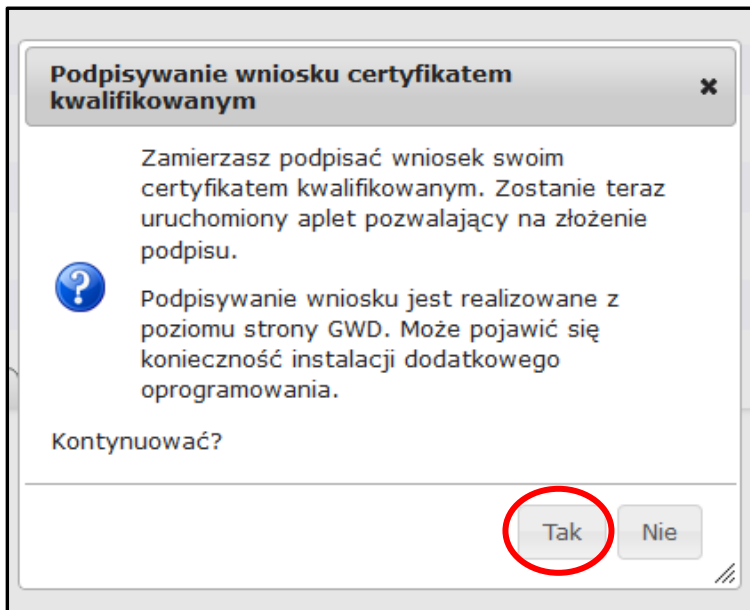 Podpisywanie wniosku certyfikatem
kwalifikowanym
Zamierzasz podpisać wniosek swoim
certyfikatem kwalifikowanym. Zostanie teraz
uruchomiony aplet pozwalający na złożenie
podpisu.
Podpisywanie wniosku jest realizowane z
poziomu strony GWD. Może pojawić się
konieczność instalacji dodatkowego
oprogramowania.
Kontynuować?
Tak Nie